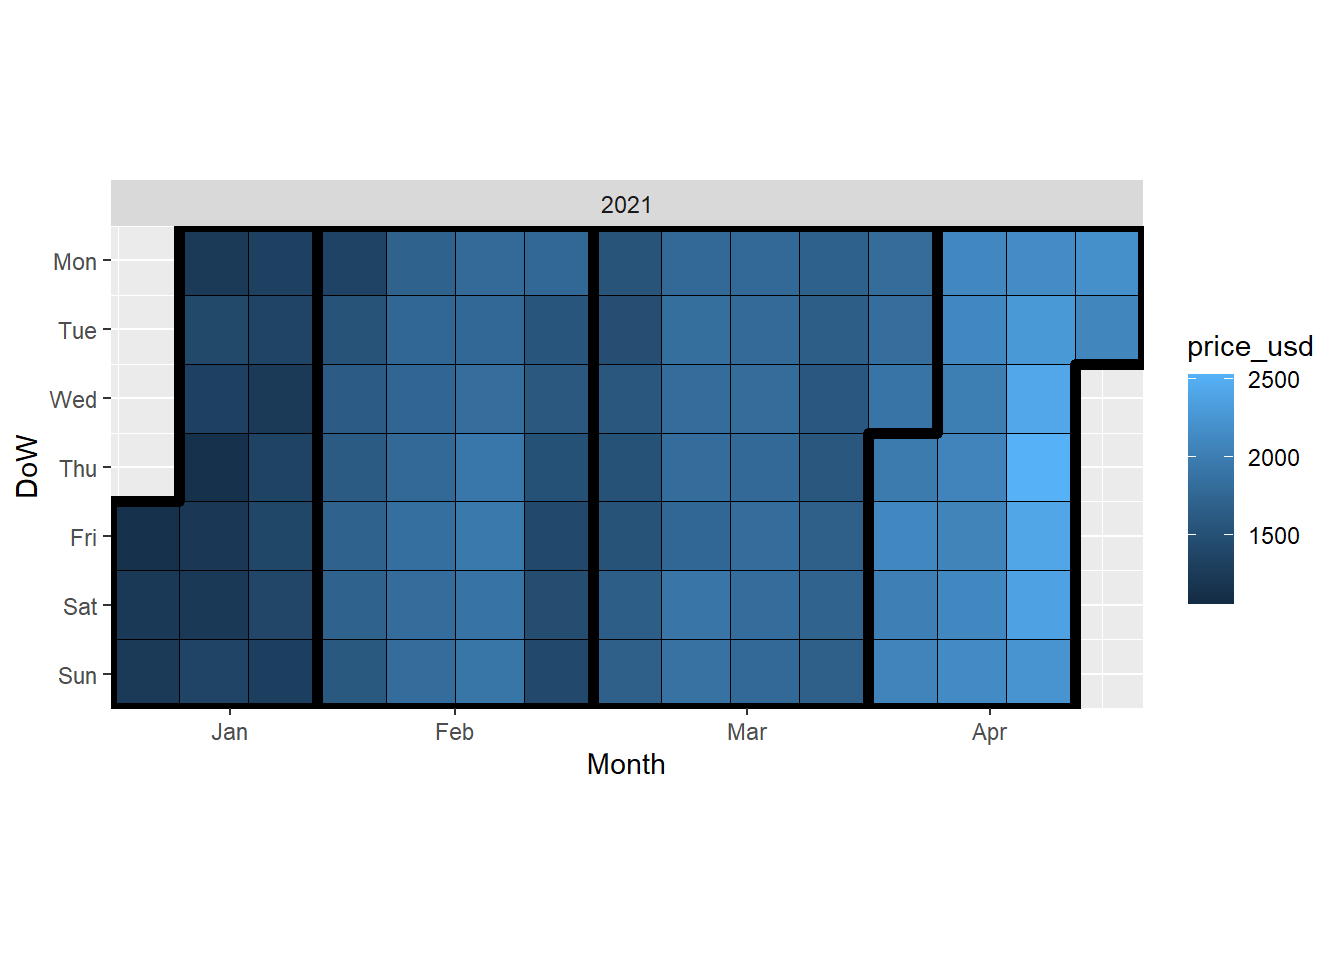 2021
Mon
Tue
Wed
Thu
Fri
Sat
Sun
DoW
Jan Feb Mar Apr
Month
price_usd
2500
2000
1500